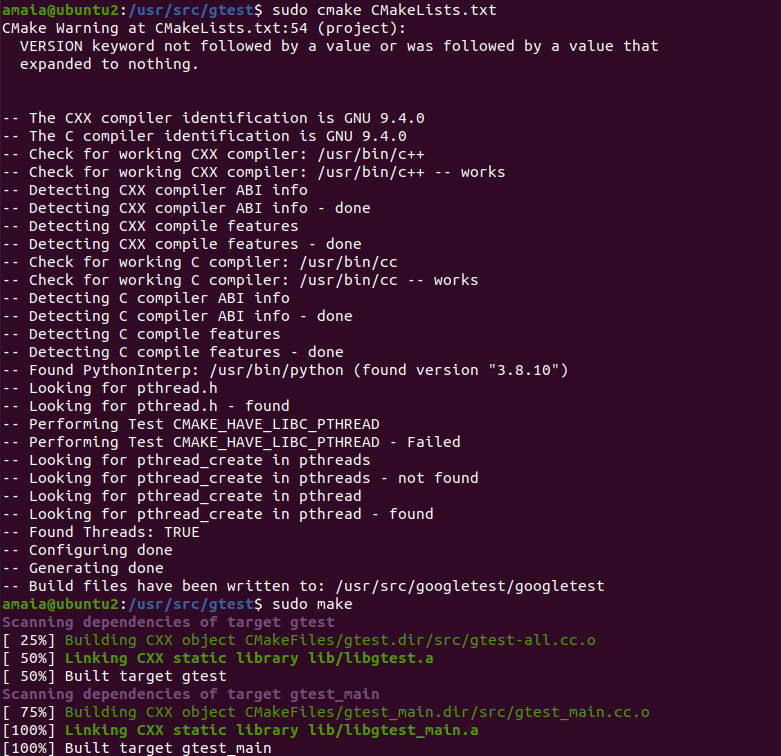 amaia@ubuntu2:/usr/src/gtest$ sudo cmake CMakeLists.txt
CMake Warning at CMakeLists.txt:54 (project):
  VERSION keyword not followed by a value or was followed by a value that
  expanded to nothing.
-- The CXX compiler identification is GNU 9.4.0
-- The C compiler identification is GNU 9.4.0
-- Check for working CXX compiler: /usr/bin/c++
-- Check for working CXX compiler: /usr/bin/c++ -- works
-- Detecting CXX compiler ABI info
-- Detecting CXX compiler ABI info - done
-- Detecting CXX compile features
-- Detecting CXX compile features - done
-- Check for working C compiler: /usr/bin/cc
-- Check for working C compiler: /usr/bin/cc -- works
-- Detecting C compiler ABI info
-- Detecting C compiler ABI info - done
-- Detecting C compile features
-- Detecting C compile features - done
-- Found PythonInterp: /usr/bin/python (found version "3.8.10")
-- Looking for pthread.h
-- Looking for pthread.h - found
-- Performing Test CMAKE_HAVE_LIBC_PTHREAD
-- Performing Test CMAKE_HAVE_LIBC_PTHREAD - Failed
-- Looking for pthread_create in pthreads
-- Looking for pthread_create in pthreads - not found
-- Looking for pthread_create in pthread
-- Looking for pthread_create in pthread - found
-- Found Threads: TRUE
-- Configuring done
-- Generating done
-- Build files have been written to: /usr/src/googletest/googletest
amaia@ubuntu2:/usr/src/gtest$ sudo make
Scanning dependencies of target gtest
[ 25%] Building CXX object CMakeFiles/gtest.dir/src/gtest-all.cc.o
[ 50%] Linking CXX static library lib/libgtest.a
[ 50%] Built target gtest
Scanning dependencies of target gtest_main
[ 75%] Building CXX object CMakeFiles/gtest_main.dir/src/gtest_main.cc.o
[100%] Linking CXX static library lib/libgtest_main.a
[100%] Built target gtest_main